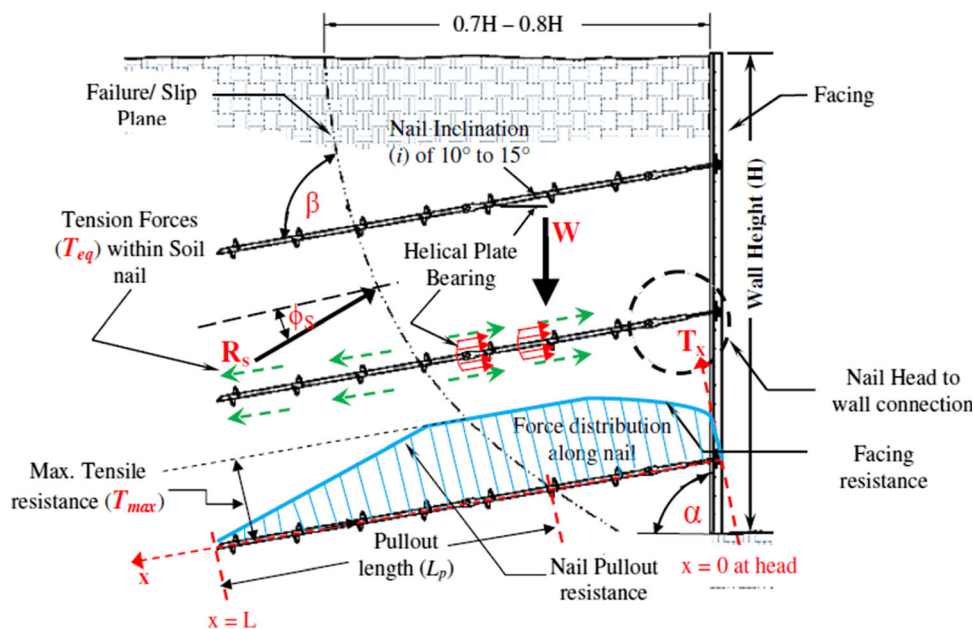 0.7H – 0.8H
Failure/ Slip
Plane
Facing
Nail Inclination
(i) of 10° to 15°
β
Tension Forces
(Teq) within Soil
nail
W
Helical Plate
Bearing
Wall Height (H)
ϕS
Rs
Tx
Nail Head to
wall connection
Force distribution
along nail
Max. Tensile
resistance (Tmax)
Facing
resistance
α
Pullout
length (Lp)
Nail Pullout
resistance
x = 0 at head
x
x = L